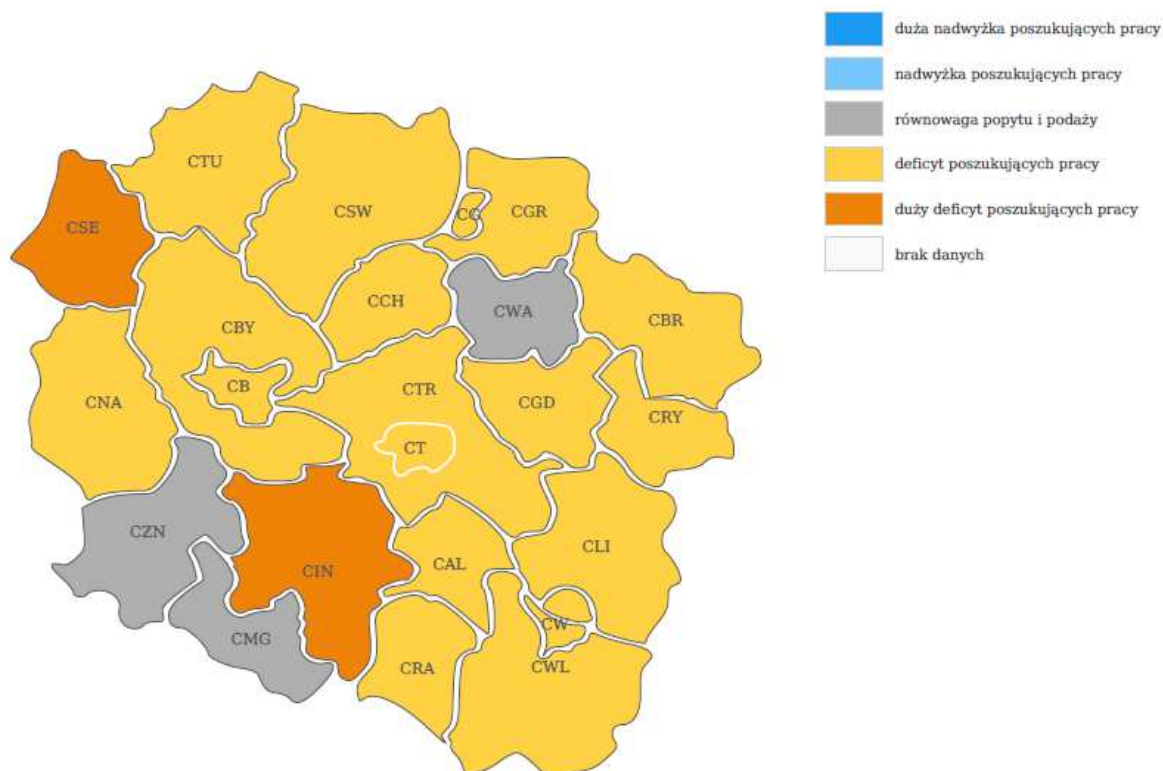 duża nadwyżka poszukujących pracy
nadwyżka poszukujących pracy
równowaga popytu i podaży
deficyt poszukujących pracy
duży deficyt poszukujących pracy
brak danych
CTU
CSE
CSW
CG
CGR
CCH
CWA
CBR
CBY
CB
CNA
CTR
CGD
CRY
CT
CZN
CIN
CAL
CLI
CMG
CW
CRA
CWL